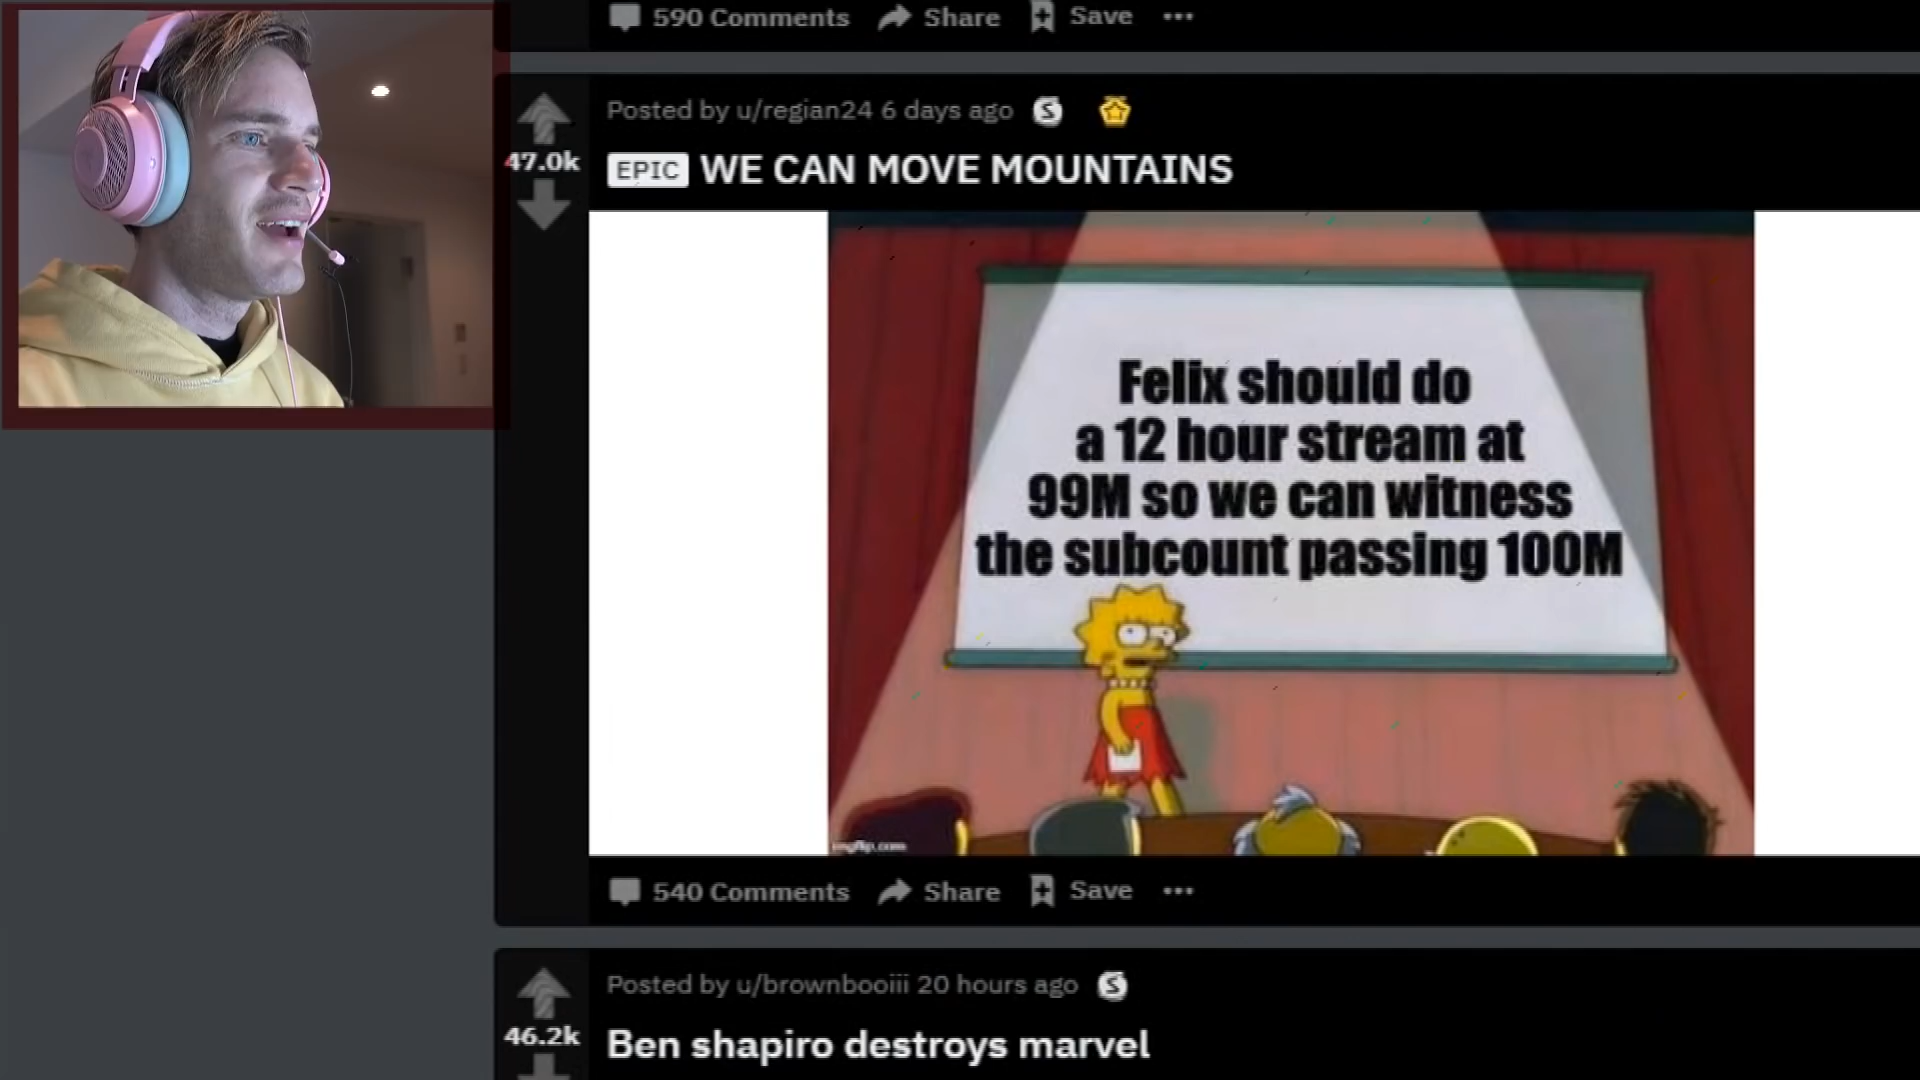 590 Comments Share Save
Posted by u/regian24 6 days ago
47.0k
EPIC WE CAN MOVE MOUNTAINS
Felix should do
a 12 hour stream at
99M so we can witness
the subcount passing 100M
imgflip.com
540 Comments Share Save
Posted by u/brownbooiii 20 hours ago
46.2k
Ben shapiro destroys marvel